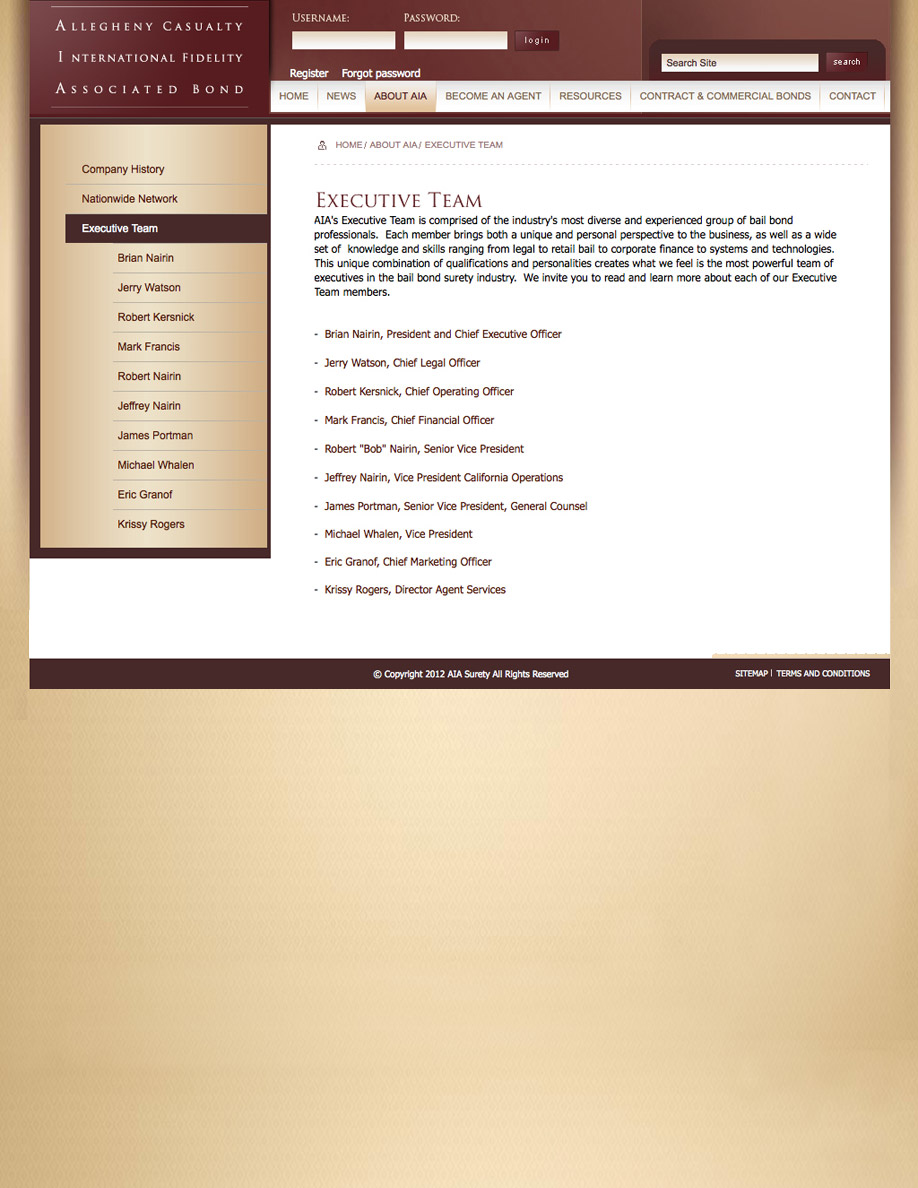 Allegheny Casualty
International Fidelity
Associated Bond
Username: Password:
login
Register Forgot password
Search Site search
HOME NEWS ABOUT AIA BECOME AN AGENT RESOURCES CONTRACT & COMMERCIAL BONDS CONTACT
Company History
Nationwide Network
Executive Team
Brian Nairin
Jerry Watson
Robert Kersnick
Mark Francis
Robert Nairin
Jeffrey Nairin
James Portman
Michael Whalen
Eric Granof
Krissy Rogers
HOME / ABOUT AIA / EXECUTIVE TEAM
Executive Team
AIA's Executive Team is comprised of the industry's most diverse and experienced group of bail bond
professionals. Each member brings both a unique and personal perspective to the business, as well as a wide
set of knowledge and skills ranging from legal to retail bail to corporate finance to systems and technologies.
This unique combination of qualifications and personalities creates what we feel is the most powerful team of
executives in the bail bond surety industry. We invite you to read and learn more about each of our Executive
Team members.
- Brian Nairin, President and Chief Executive Officer
- Jerry Watson, Chief Legal Officer
- Robert Kersnick, Chief Operating Officer
- Mark Francis, Chief Financial Officer
- Robert "Bob" Nairin, Senior Vice President
- Jeffrey Nairin, Vice President California Operations
- James Portman, Senior Vice President, General Counsel
- Michael Whalen, Vice President
- Eric Granof, Chief Marketing Officer
- Krissy Rogers, Director Agent Services
© Copyright 2012 AIA Surety All Rights Reserved
SITEMAP | TERMS AND CONDITIONS